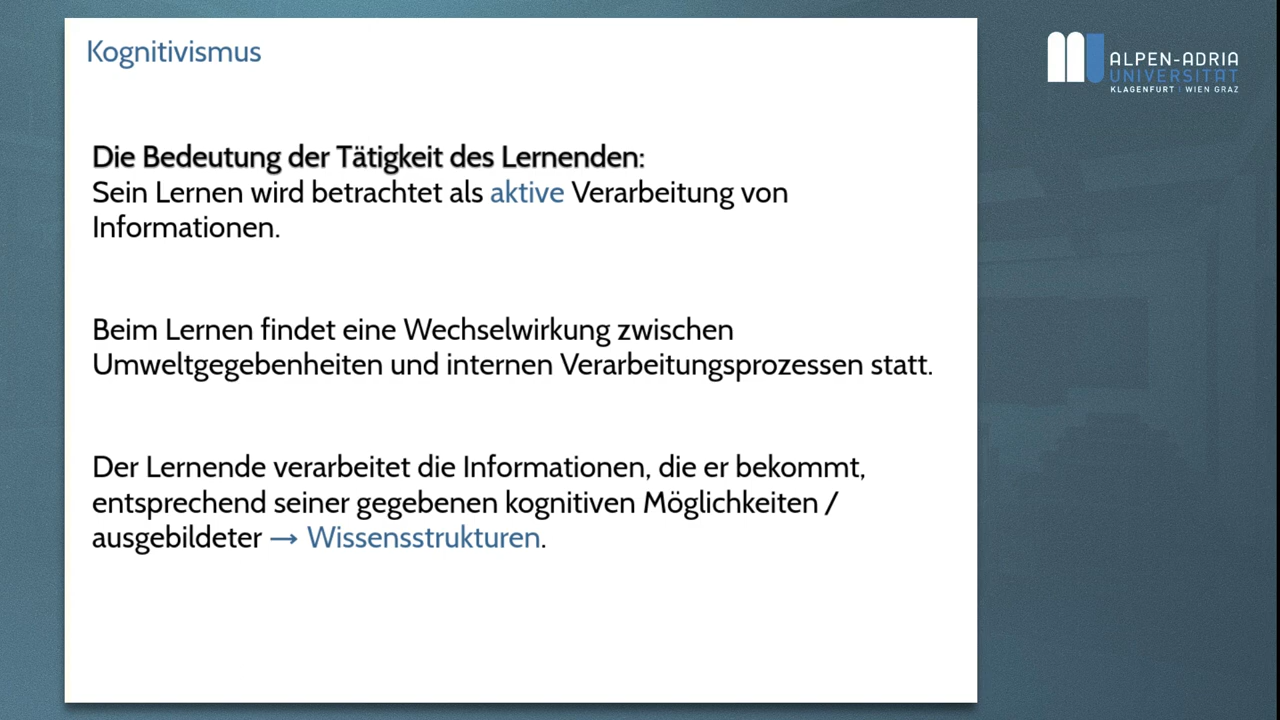 Kognitivismus
ALPEN-ADRIA
UNIVERSITÄT
KLAGENFURT | WIEN GRAZ
Die Bedeutung der Tätigkeit des Lernenden:
Sein Lernen wird betrachtet als aktive Verarbeitung von
Informationen.
Beim Lernen findet eine Wechselwirkung zwischen
Umweltgegebenheiten und internen Verarbeitungsprozessen statt.
Der Lernende verarbeitet die Informationen, die er bekommt,
entsprechend seiner gegebenen kognitiven Möglichkeiten /
ausgebildeter → Wissensstrukturen.